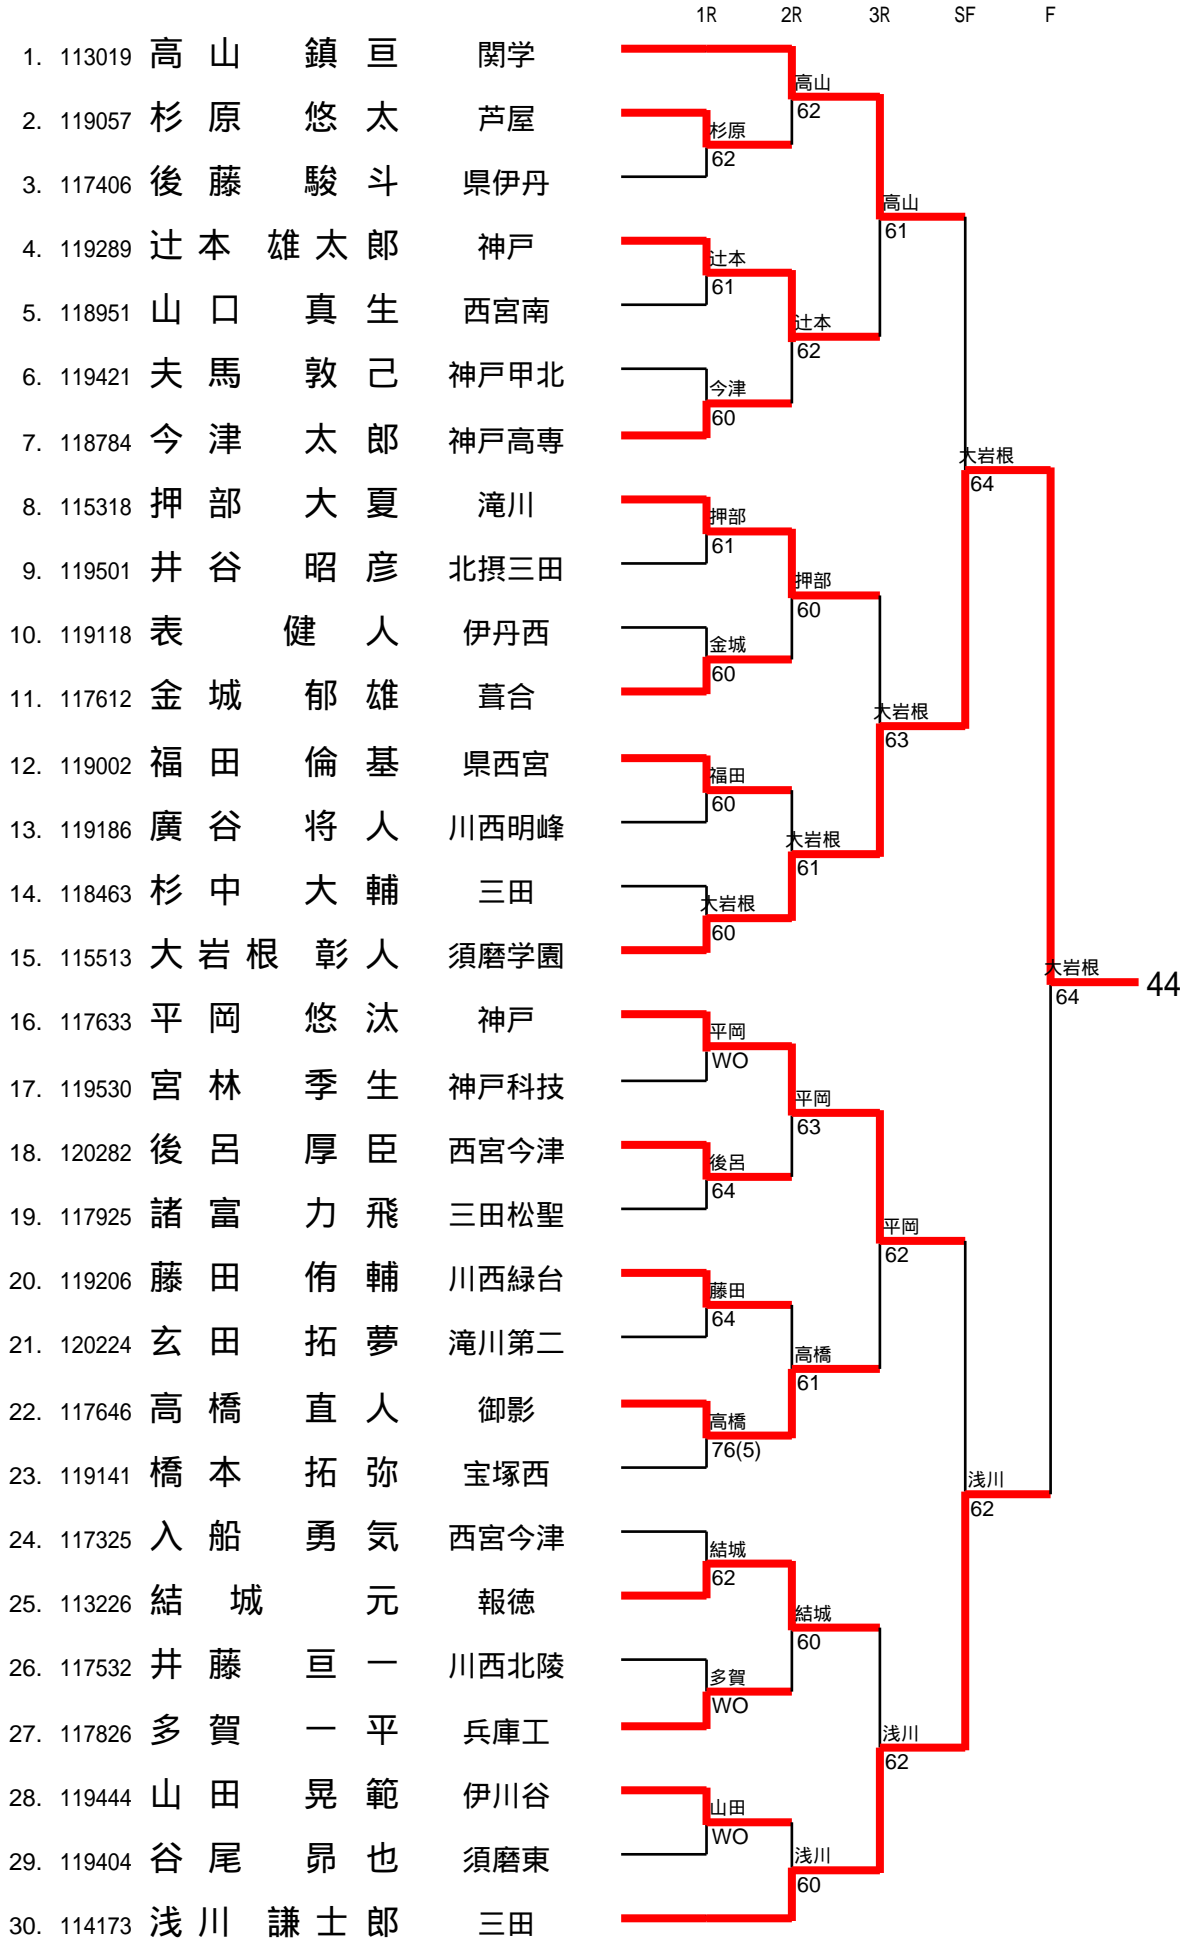 1R 2R 3R SF F
1. 113019 高山 鎮亘 関学
高山
62
2. 119057 杉原 悠太 芦屋
杉原
62
3. 117406 後藤 駿斗 県伊丹
高山
61
4. 119289 辻本 雄太郎 神戸
辻本
61
5. 118951 山口 真生 西宮南
辻本
62
6. 119421 夫馬 敦己 神戸甲北
今津
60
7. 118784 今津 太郎 神戸高専
大岩根
64
8. 115318 押部 大夏 滝川
押部
61
9. 119501 井谷 昭彦 北摂三田
押部
60
10. 119118 表 健人 伊丹西
金城
60
11. 117612 金城 郁雄 葺合
大岩根
63
12. 119002 福田 倫基 県西宮
福田
60
13. 119186 廣谷 将人 川西明峰
大岩根
61
14. 118463 杉中 大輔 三田
大岩根
60
15. 115513 大岩根 彰人 須磨学園
大岩根
64
44
16. 117633 平岡 悠汰 神戸
平岡
WO
17. 119530 宮林 季生 神戸科技
平岡
63
18. 120282 後呂 厚臣 西宮今津
後呂
64
19. 117925 諸富 力飛 三田松聖
平岡
62
20. 119206 藤田 侑輔 川西緑台
藤田
64
21. 120224 玄田 拓夢 滝川第二
高橋
61
22. 117646 高橋 直人 御影
高橋
76(5)
23. 119141 橋本 拓弥 宝塚西
浅川
62
24. 117325 入船 勇気 西宮今津
結城
62
25. 113226 結城 元 報徳
結城
60
26. 117532 井藤 亘一 川西北陵
多賀
WO
27. 117826 多賀 一平 兵庫工
浅川
62
28. 119444 山田 晃範 伊川谷
山田
WO
29. 119404 谷尾 昴也 須磨東
浅川
60
30. 114173 浅川 謙士郎 三田